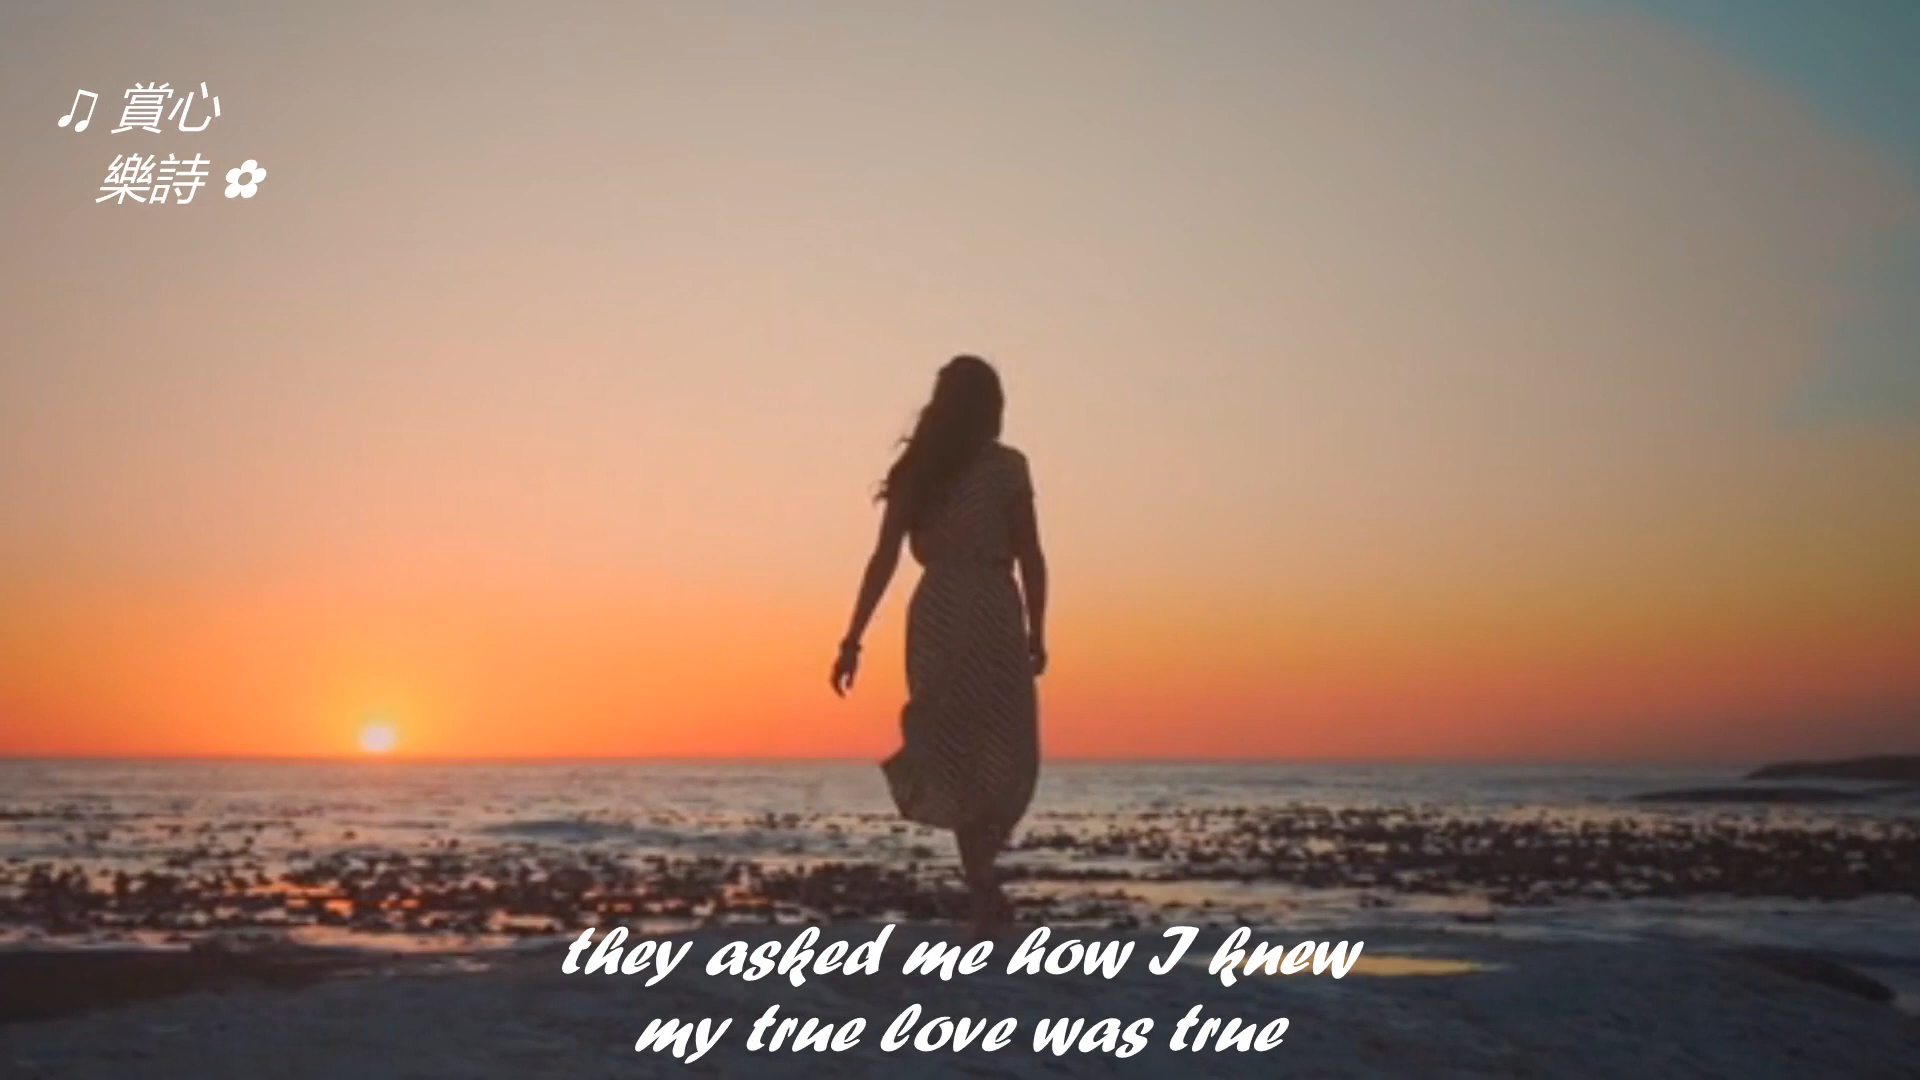 ♫ 賞心
樂詩 ✿
they asked me how I knew
my true love was true